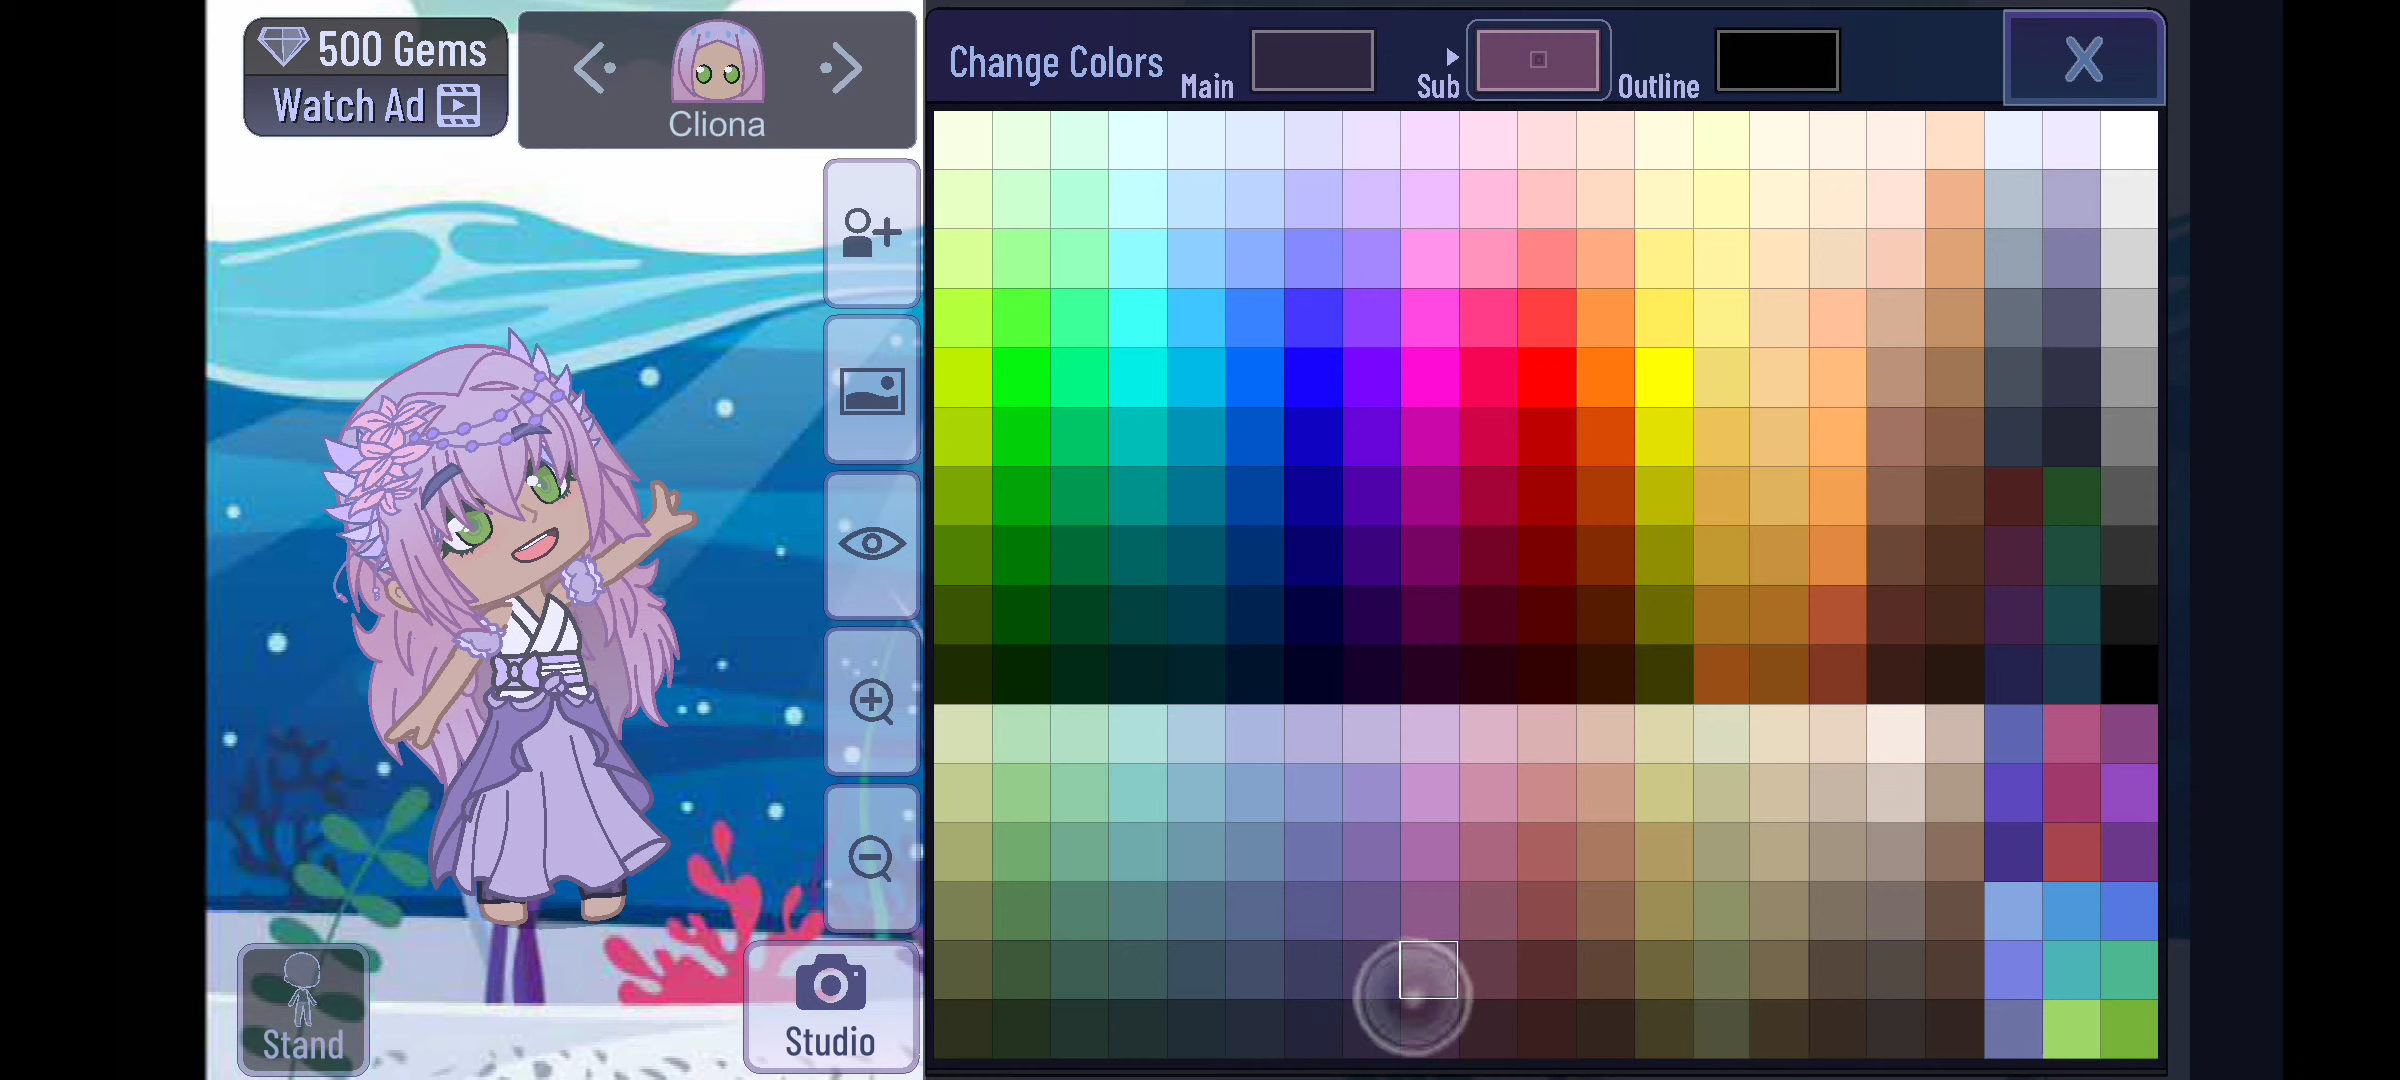 500 Gems
Watch Ad
Cliona
Change Colors
Main
Sub
Outline
X
Stand
Studio